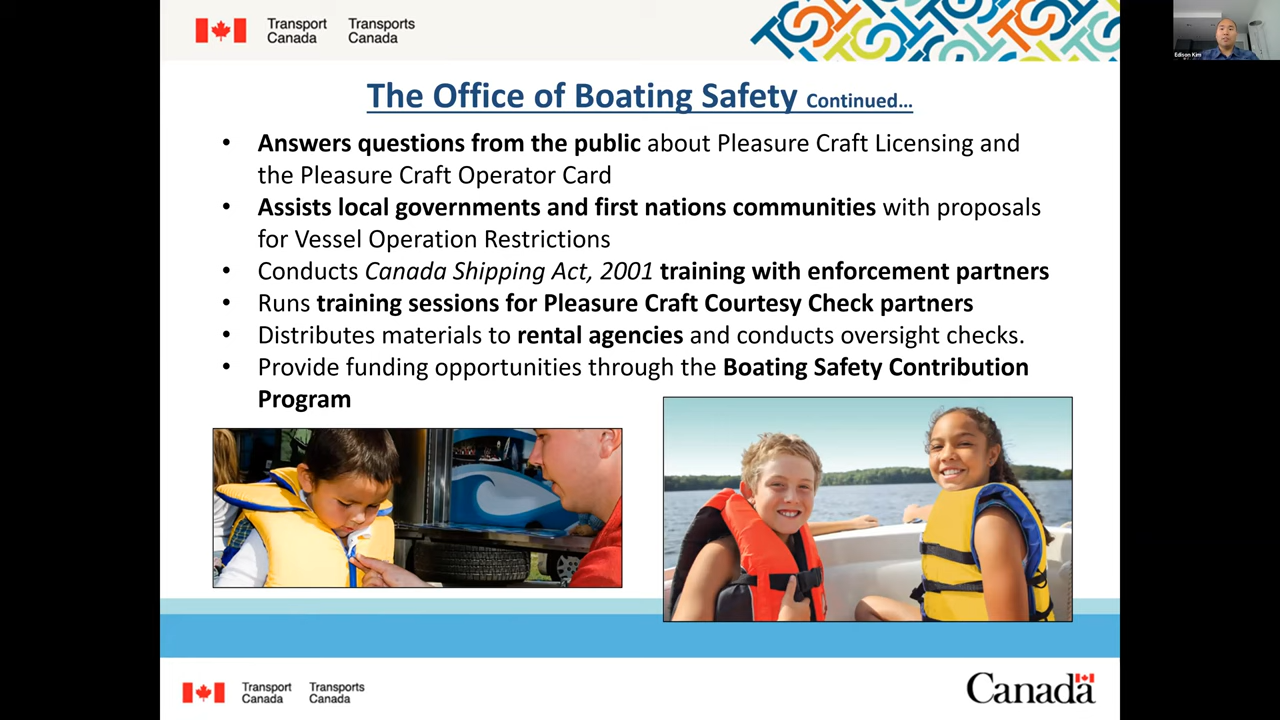 Transport Canada
Transports Canada
Edison Kim
The Office of Boating Safety Continued...
• Answers questions from the public about Pleasure Craft Licensing and
the Pleasure Craft Operator Card
• Assists local governments and first nations communities with proposals
for Vessel Operation Restrictions
• Conducts Canada Shipping Act, 2001 training with enforcement partners
• Runs training sessions for Pleasure Craft Courtesy Check partners
• Distributes materials to rental agencies and conducts oversight checks.
• Provide funding opportunities through the Boating Safety Contribution
Program
Transport Canada
Transports Canada
Canada